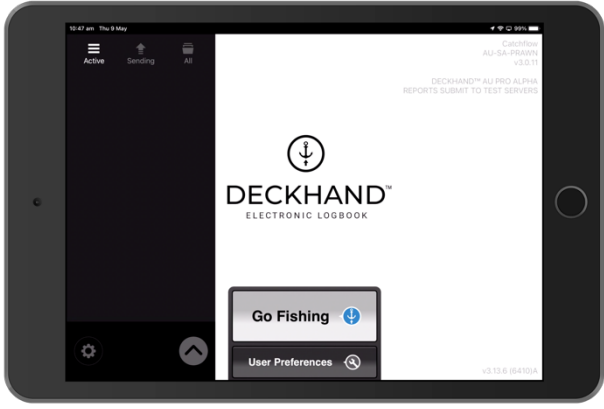 10:47 am Thu 9 May
99%
Active
Sending
All
Catchflow
AU-SA-PRAWN
v3.0.11
DECKHAND™ AU PRO ALPHA
REPORTS SUBMIT TO TEST SERVERS
DECKHAND™
ELECTRONIC LOGBOOK
Go Fishing
User Preferences
v3.13.6 (6410)A